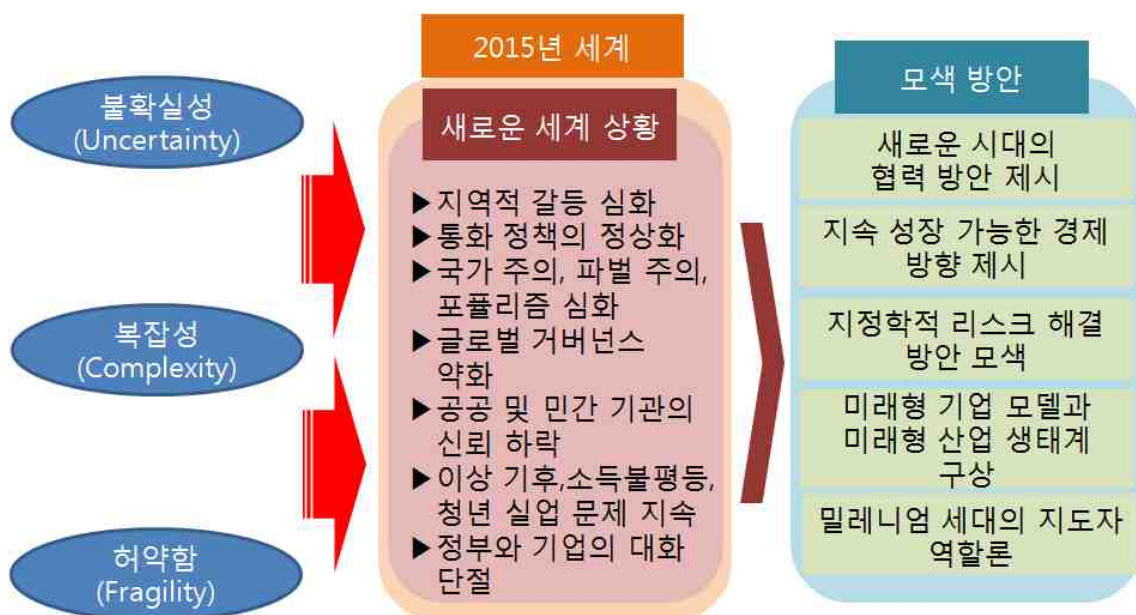 불확실성
(Uncertainty)
복잡성
(Complexity)
허약함
(Fragility)
2015년 세계
새로운 세계 상황
▶지역적 갈등 심화
▶통화 정책의 정상화
▶국가 주의, 파벌 주의,
포퓰리즘 심화
▶글로벌 거버넌스
약화
▶공공 및 민간 기관의
신뢰 하락
▶이상 기후,소득불평등,
청년 실업 문제 지속
▶정부와 기업의 대화
단절
모색 방안
새로운 시대의
협력 방안 제시
지속 성장 가능한 경제
방향 제시
지정학적 리스크 해결
방안 모색
미래형 기업 모델과
미래형 산업 생태계
구상
밀레니엄 세대의 지도자
역할론